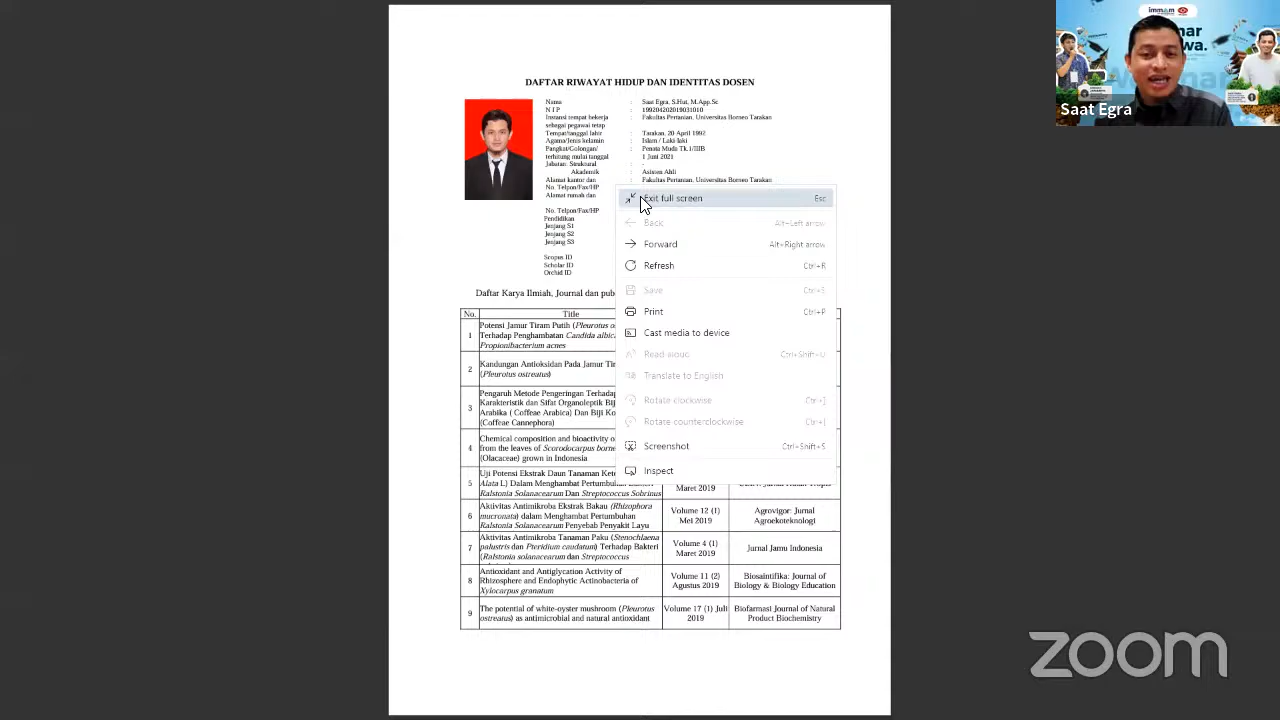 DAFTAR RIWAYAT HIDUP DAN IDENTITAS DOSEN
Nama : Saat Egra, S.Hut, M.App.Sc
N I P : 199204202019031010
Instansi tempat bekerja : Fakultas Pertanian, Universitas Borneo Tarakan
sebagai pegawai tetap
Tempat/tanggal lahir : Tarakan, 20 April 1992
Agama/Jenis kelamin : Islam / Laki-laki
Pangkat/Golongan/ : Penata Muda Tk.1/IIIB
terhitung mulai tanggal 1 Juni 2021
Jabatan: Struktural : -
Akademik : Asisten Ahli
Alamat kantor dan : Fakultas Pertanian, Universitas Borneo Tarakan
No. Telpon/Fax/HP
Alamat rumah dan
No. Telpon/Fax/HP
Pendidikan
Jenjang S1
Jenjang S2
Jenjang S3
Scopus ID
Scholar ID
Orchid ID
Daftar Karya Ilmiah, Journal dan pub
No. Title
1 Potensi Jamur Tiram Putih (Pleurotus os
Terhadap Penghambatan Candida albic
Propionibacterium acnes
2 Kandungan Antioksidan Pada Jamur Tir
(Pleurotus ostreatus)
3 Pengaruh Metode Pengeringan Terhadap
Karakteristik dan Sifat Organoleptik Bij
Arabika ( Coffeae Arabica) Dan Biji Ko
(Coffeae Cannephora)
4 Chemical composition and bioactivity o
from the leaves of Scorodocarpus borne
(Olacaceae) grown in Indonesia
5 Uji Potensi Ekstrak Daun Tanaman Kete
Alata L) Dalam Menghambat Pertumbuhan
Ralstonia Solanacearum Dan Streptococcus Sobrinus
Maret 2019
6 Aktivitas Antimikroba Ekstrak Bakau (Rhizophora
mucronata) dalam Menghambat Pertumbuhan
Ralstonia Solanacearum Penyebab Penyakit Layu
Volume 12 (1)
Mei 2019
Agrovigor: Jurnal
Agroekoteknologi
7 Aktivitas Antimikroba Tanaman Paku (Stenochlaena
palustris dan Pteridium caudatum) Terhadap Bakteri
(Ralstonia solanacearum dan Streptococcus
Volume 4 (1)
Maret 2019
Jurnal Jamu Indonesia
8 Antioxidant and Antiglycation Activity of
Rhizosphere and Endophytic Actinobacteria of
Xylocarpus granatum
Volume 11 (2)
Agustus 2019
Biosaintifika: Journal of
Biology & Biology Education
9 The potential of white-oyster mushroom (Pleurotus
ostreatus) as antimicrobial and natural antioxidant
Volume 17 (1) Juli
2019
Biofarmasi Journal of Natural
Product Biochemistry
Exit full screen Esc
Back Alt+Left arrow
Forward Alt+Right arrow
Refresh Ctrl+R
Save Ctrl+S
Print Ctrl+P
Cast media to device
Read aloud Ctrl+Shift+U
Translate to English
Rotate clockwise Ctrl+]
Rotate counterclockwise Ctrl+[
Screenshot Ctrl+Shift+S
Inspect
immam
Saat Egra
zoom